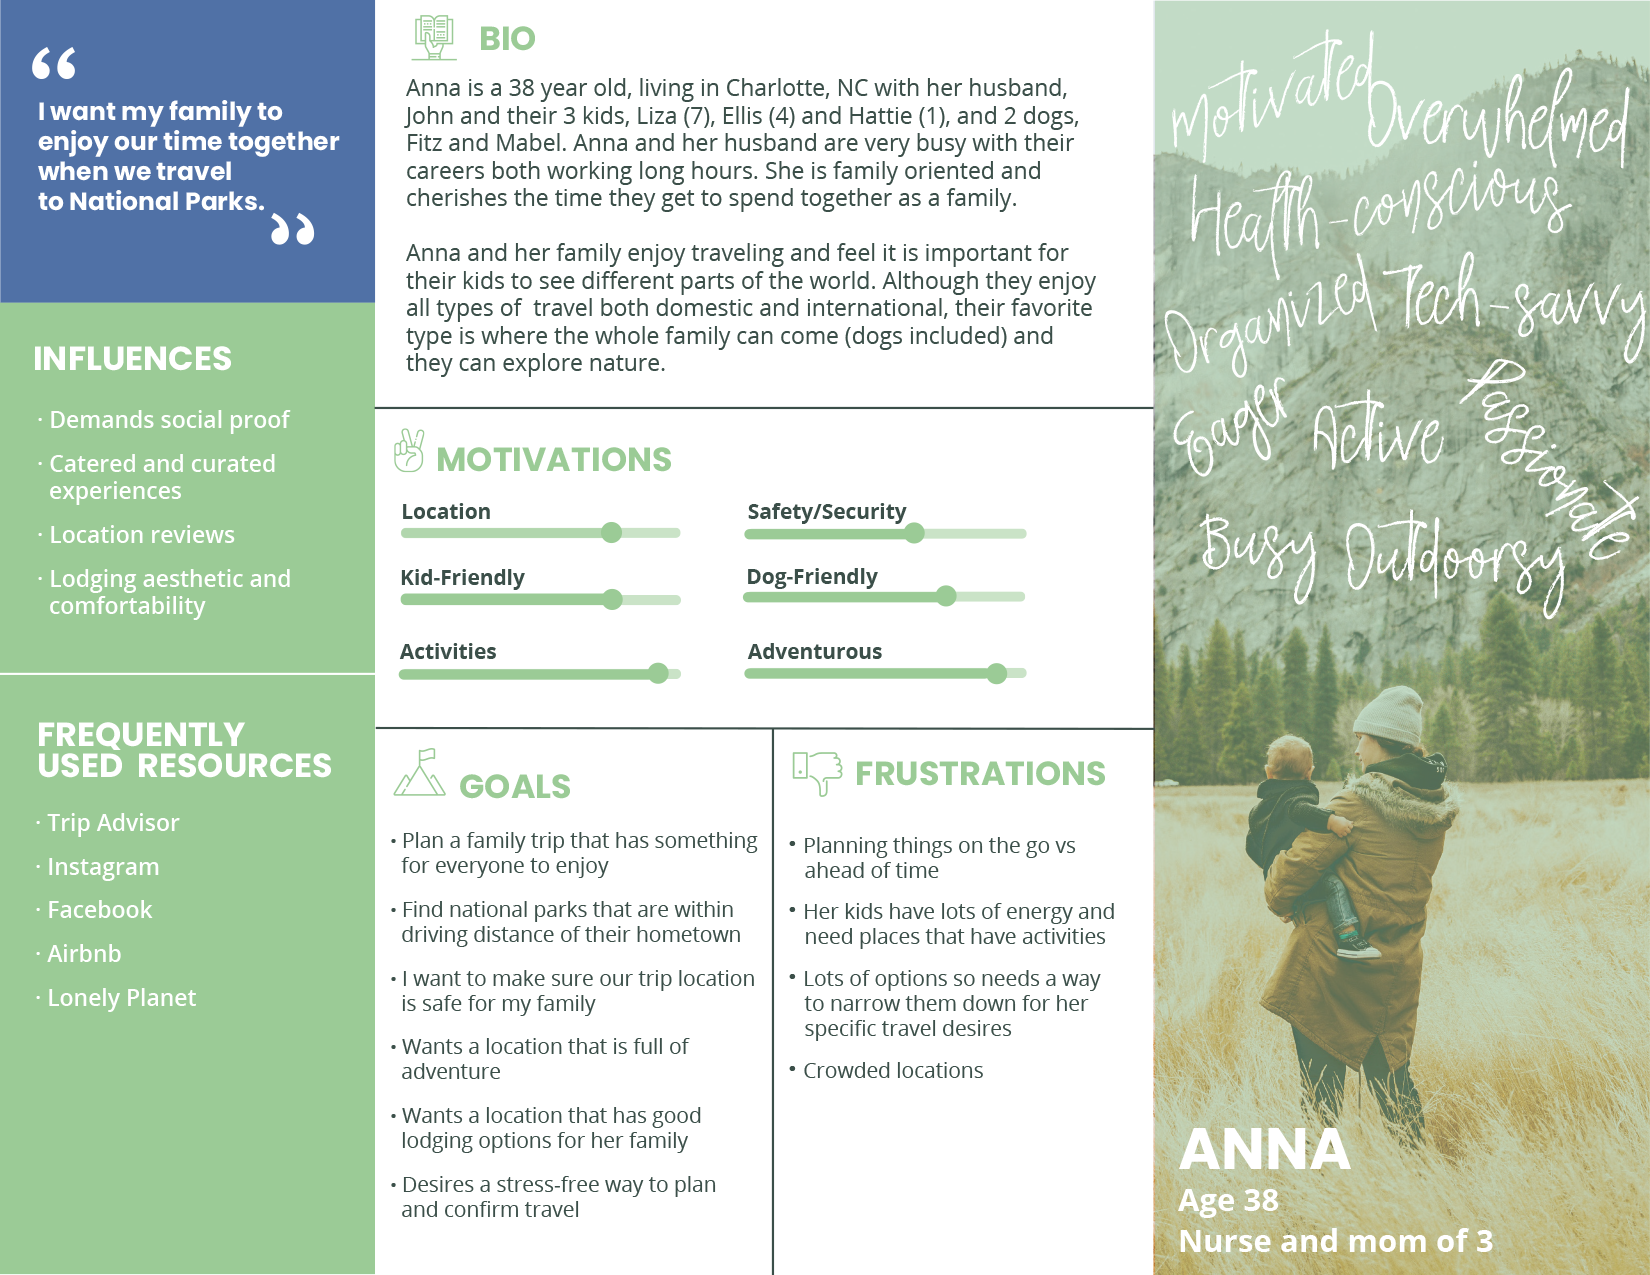 “
I want my family to
enjoy our time together
when we travel
to National Parks.
”
INFLUENCES
· Demands social proof
· Catered and curated
experiences
· Location reviews
· Lodging aesthetic and
comfortability
FREQUENTLY
USED RESOURCES
· Trip Advisor
· Instagram
· Facebook
· Airbnb
· Lonely Planet
BIO
Anna is a 38 year old, living in Charlotte, NC with her husband,
John and their 3 kids, Liza (7), Ellis (4) and Hattie (1), and 2 dogs,
Fitz and Mabel. Anna and her husband are very busy with their
careers both working long hours. She is family oriented and
cherishes the time they get to spend together as a family.
Anna and her family enjoy traveling and feel it is important for
their kids to see different parts of the world. Although they enjoy
all types of  travel both domestic and international, their favorite
type is where the whole family can come (dogs included) and
they can explore nature.
MOTIVATIONS
Location
Safety/Security
Kid-Friendly
Dog-Friendly
Activities
Adventurous
GOALS
• Plan a family trip that has something
for everyone to enjoy
• Find national parks that are within
driving distance of their hometown
• I want to make sure our trip location
is safe for my family
• Wants a location that is full of
adventure
• Wants a location that has good
lodging options for her family
• Desires a stress-free way to plan
and confirm travel
FRUSTRATIONS
• Planning things on the go vs
ahead of time
• Her kids have lots of energy and
need places that have activities
• Lots of options so needs a way
to narrow them down for her
specific travel desires
• Crowded locations
Motivated
Overwhelmed
Health-conscious
Organized
Tech-savvy
Eager
Active
Passionate
Busy
Outdoorsy
ANNA
Age 38
Nurse and mom of 3